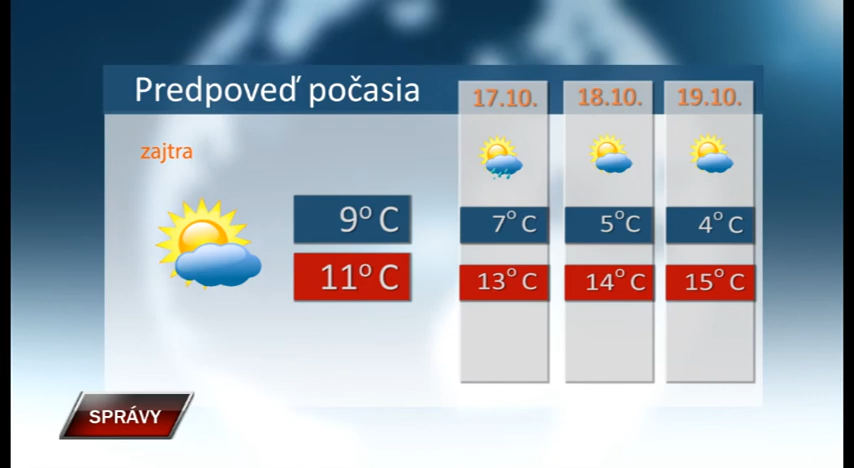 Predpoveď počasia
17.10. 18.10. 19.10.
zajtra
9° C
11° C
7° C 5°C 4° C
13° C 14° C 15° C
SPRÁVY